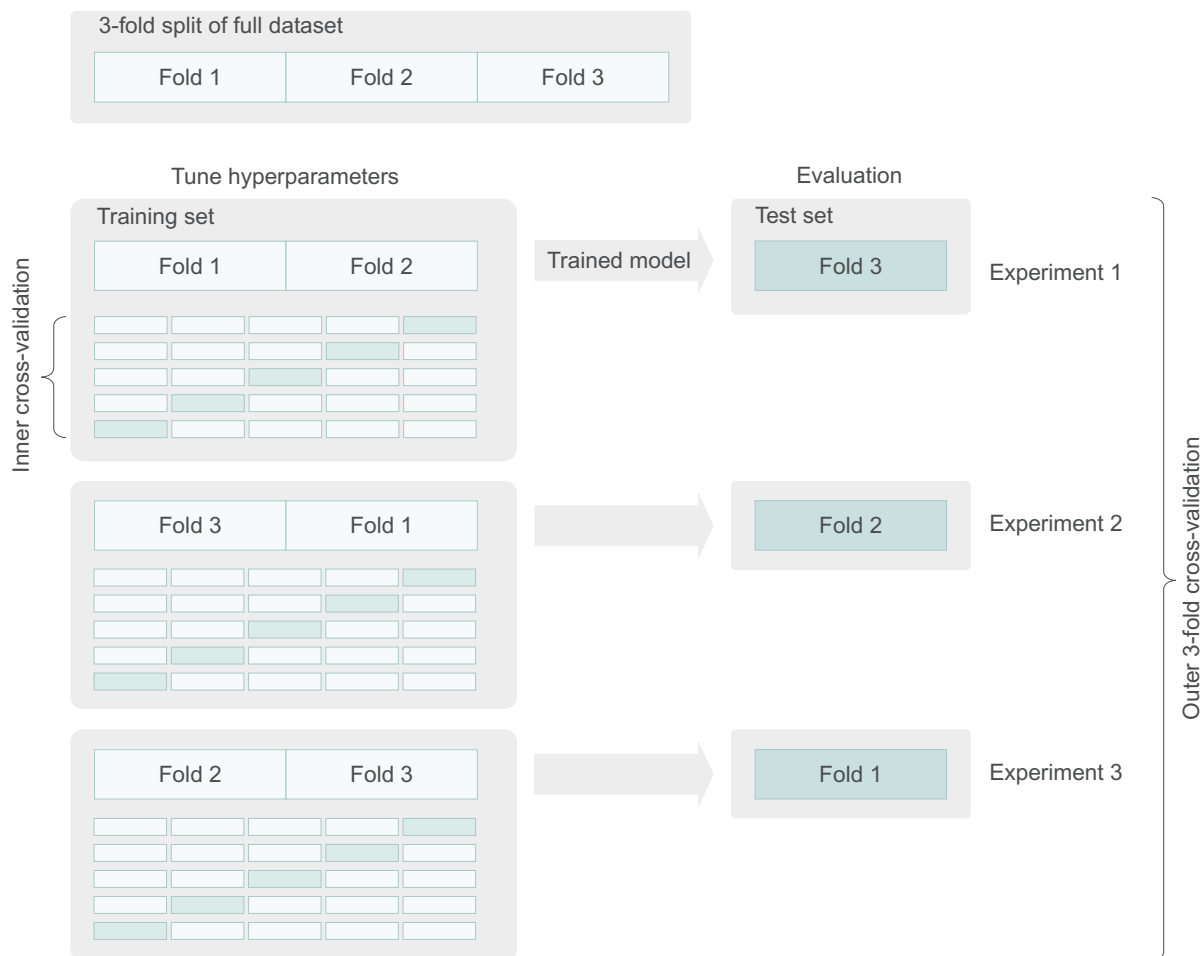 3-fold split of full dataset
Fold 1 Fold 2 Fold 3
Tune hyperparameters
Evaluation
Inner cross-validation
Training set
Fold 1 Fold 2
Trained model
Test set
Fold 3
Experiment 1
Fold 3 Fold 1
Fold 2
Experiment 2
Fold 2 Fold 3
Fold 1
Experiment 3
Outer 3-fold cross-validation